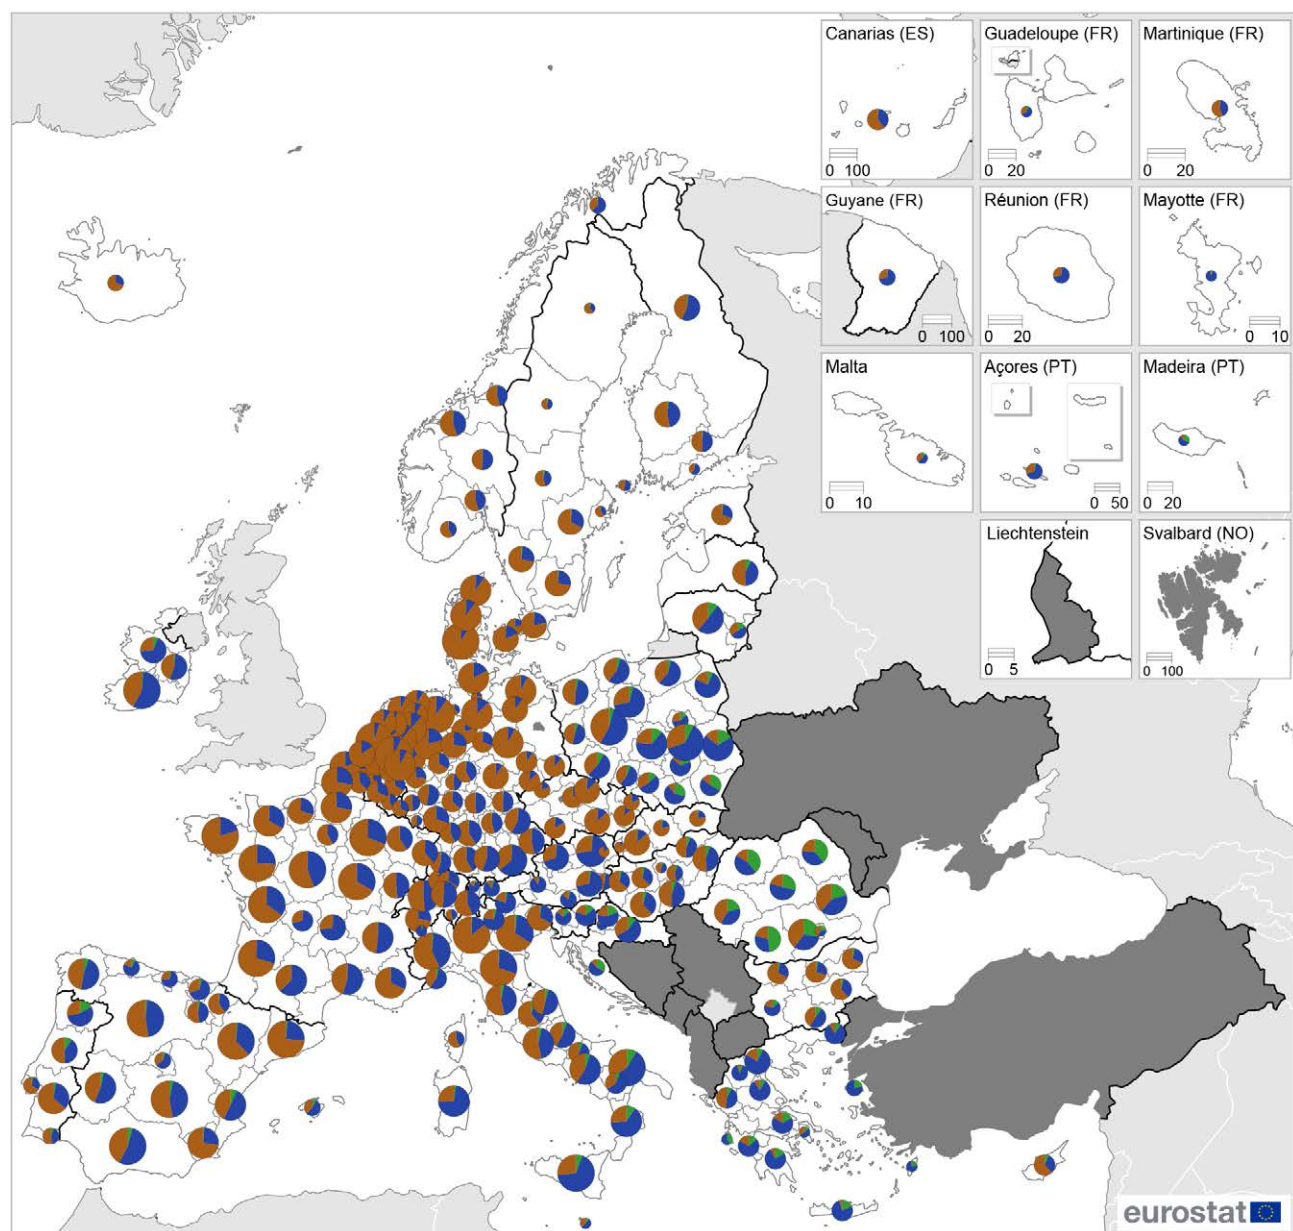 Canarias (ES)
0 100
Guadeloupe (FR)
0 20
Martinique (FR)
0 20
Guyane (FR)
0 100
Réunion (FR)
0 20
Mayotte (FR)
0 10
Malta
0 10
Açores (PT)
0 50
Madeira (PT)
0 20
Liechtenstein
0 5
Svalbard (NO)
0 100
eurostat